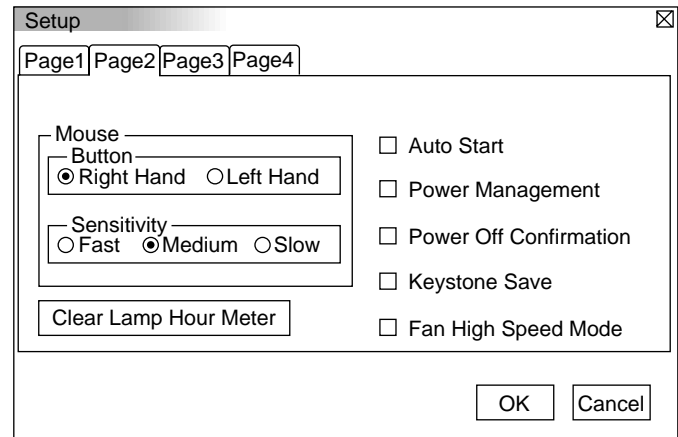 Setup
Page1 Page2 Page3 Page4
Mouse
Button
Right Hand Left Hand
Sensitivity
Fast Medium Slow
Clear Lamp Hour Meter
Auto Start
Power Management
Power Off Confirmation
Keystone Save
Fan High Speed Mode
OK Cancel